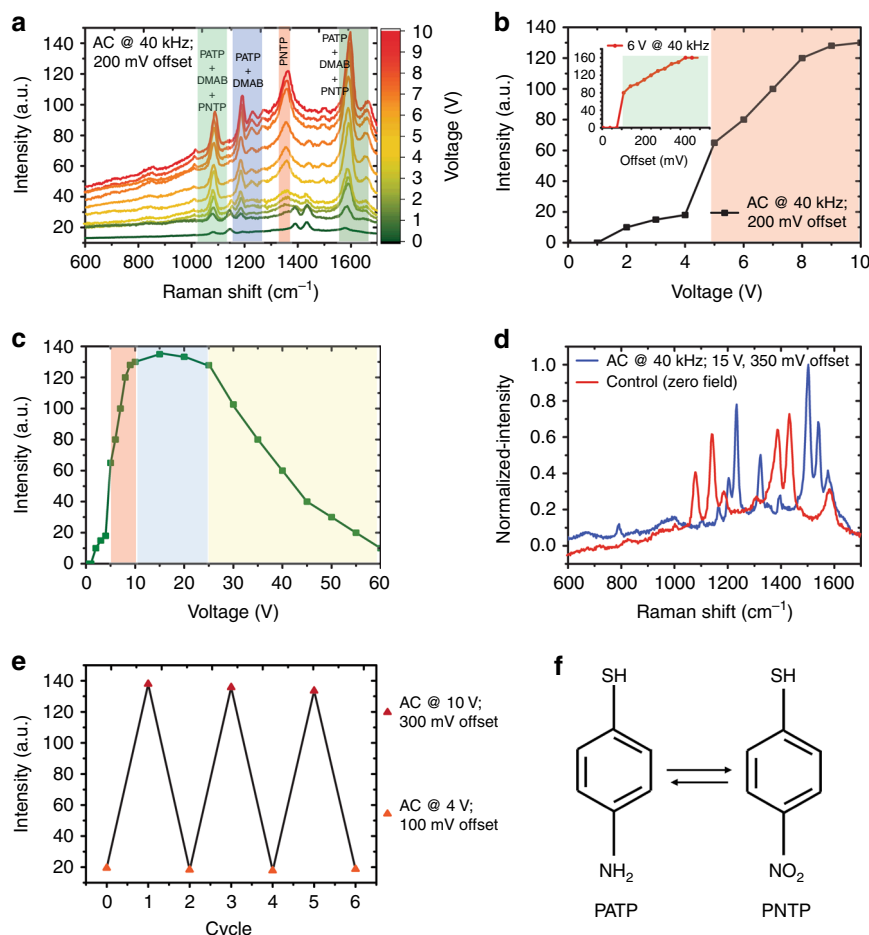 a
AC @ 40 kHz;
200 mV offset
PATP
+
DMAB
+
PNTP
PATP
+
DMAB
PNTP
PATP
+
DMAB
+
PNTP
140
120
100
80
60
40
20
Intensity (a.u.)
600 800 1000 1200 1400 1600
Raman shift (cm⁻¹)
10
9
8
7
6
5
4
3
2
1
0
Voltage (V)
b
6 V @ 40 kHz
160
120
80
40
0
0 200 400
Offset (mV)
140
120
100
80
60
40
20
0
Intensity (a.u.)
AC @ 40 kHz;
200 mV offset
0 2 4 6 8 10
Voltage (V)
c
140
120
100
80
60
40
20
0
Intensity (a.u.)
0 10 20 30 40 50 60
Voltage (V)
d
AC @ 40 kHz; 15 V, 350 mV offset
Control (zero field)
1.0
0.8
0.6
0.4
0.2
0.0
Normalized-intensity
600 800 1000 1200 1400 1600
Raman shift (cm⁻¹)
e
140
120
100
80
60
40
20
Intensity (a.u.)
0 1 2 3 4 5 6
Cycle
AC @ 10 V;
300 mV offset
AC @ 4 V;
100 mV offset
f
SH SH
NH₂ NO₂
PATP PNTP